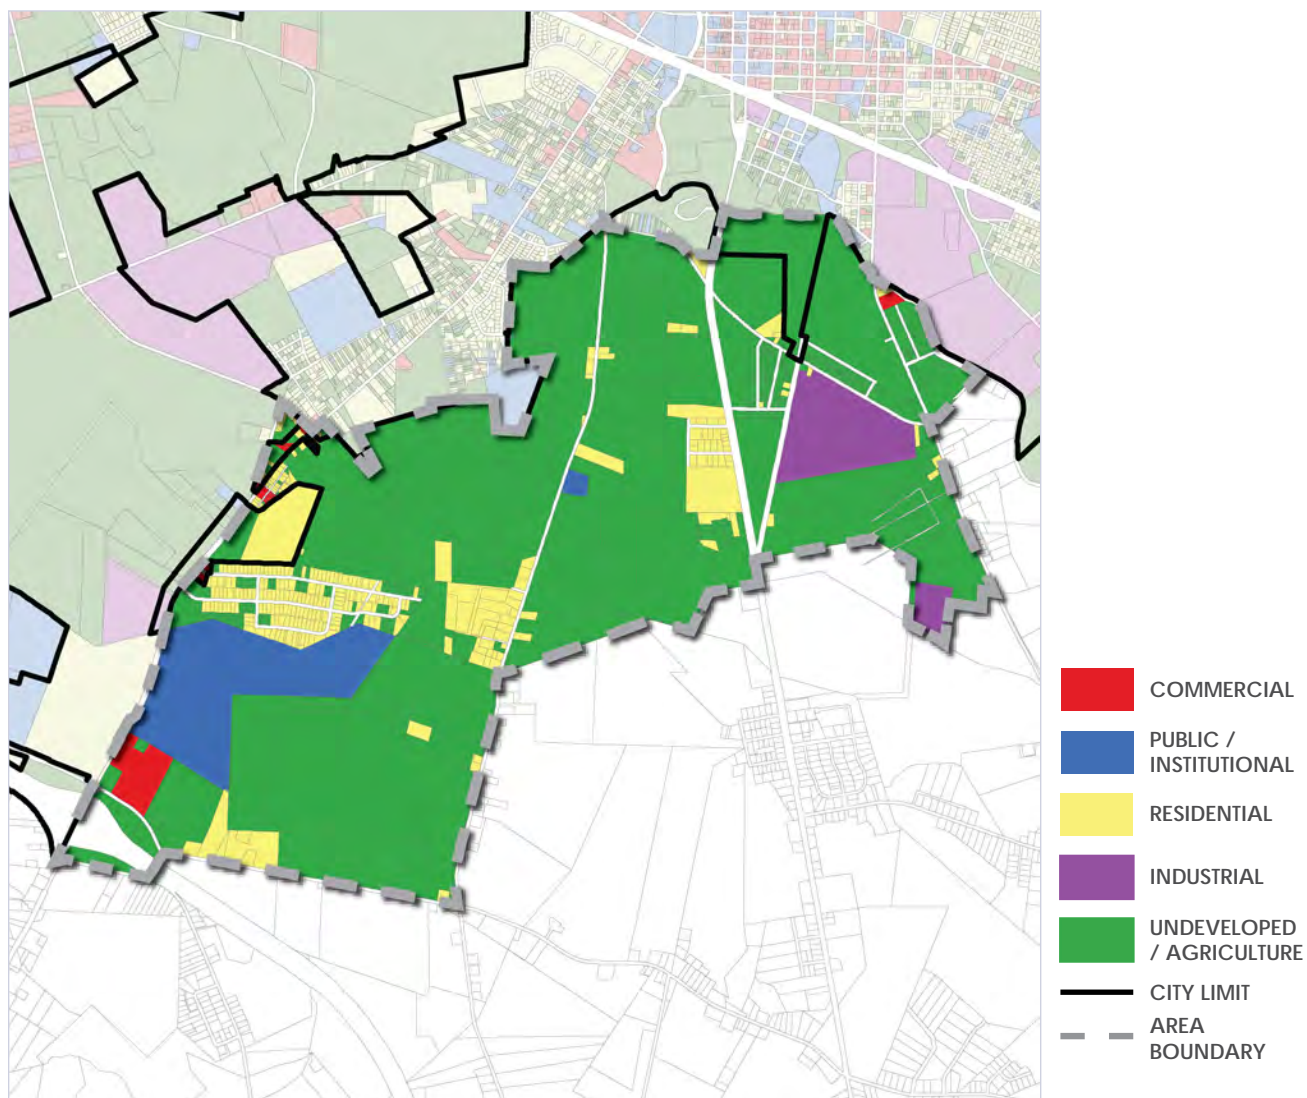 COMMERCIAL
PUBLIC /
INSTITUTIONAL
RESIDENTIAL
INDUSTRIAL
UNDEVELOPED
/ AGRICULTURE
CITY LIMIT
AREA
BOUNDARY